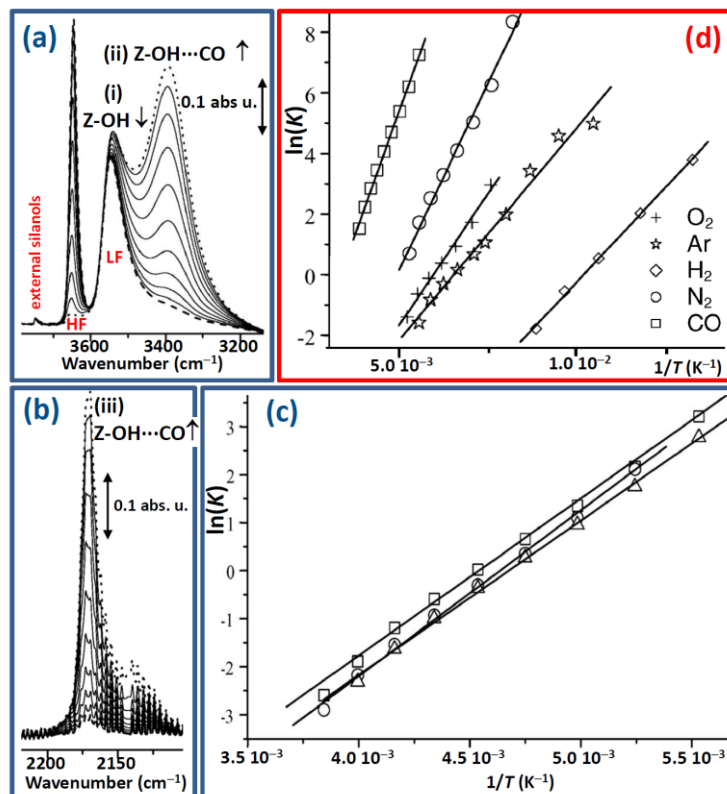 (a)
(ii) Z-OH···CO ↑
(i)
Z-OH ↓
0.1 abs u.
external silanols
HF
LF
3600 3400 3200
Wavenumber (cm⁻¹)
(d)
ln(K)
8
6
4
2
0
-2
+ O₂
☆ Ar
◇ H₂
○ N₂
□ CO
5.0 10⁻³ 1.0 10⁻² 1/T (K⁻¹)
(b)
(iii)
Z-OH···CO ↑
0.1 abs. u.
2200 2150
Wavenumber (cm⁻¹)
(c)
ln(K)
3
2
1
0
-1
-2
-3
3.5 10⁻³ 4.0 10⁻³ 4.5 10⁻³ 5.0 10⁻³ 5.5 10⁻³
1/T (K⁻¹)